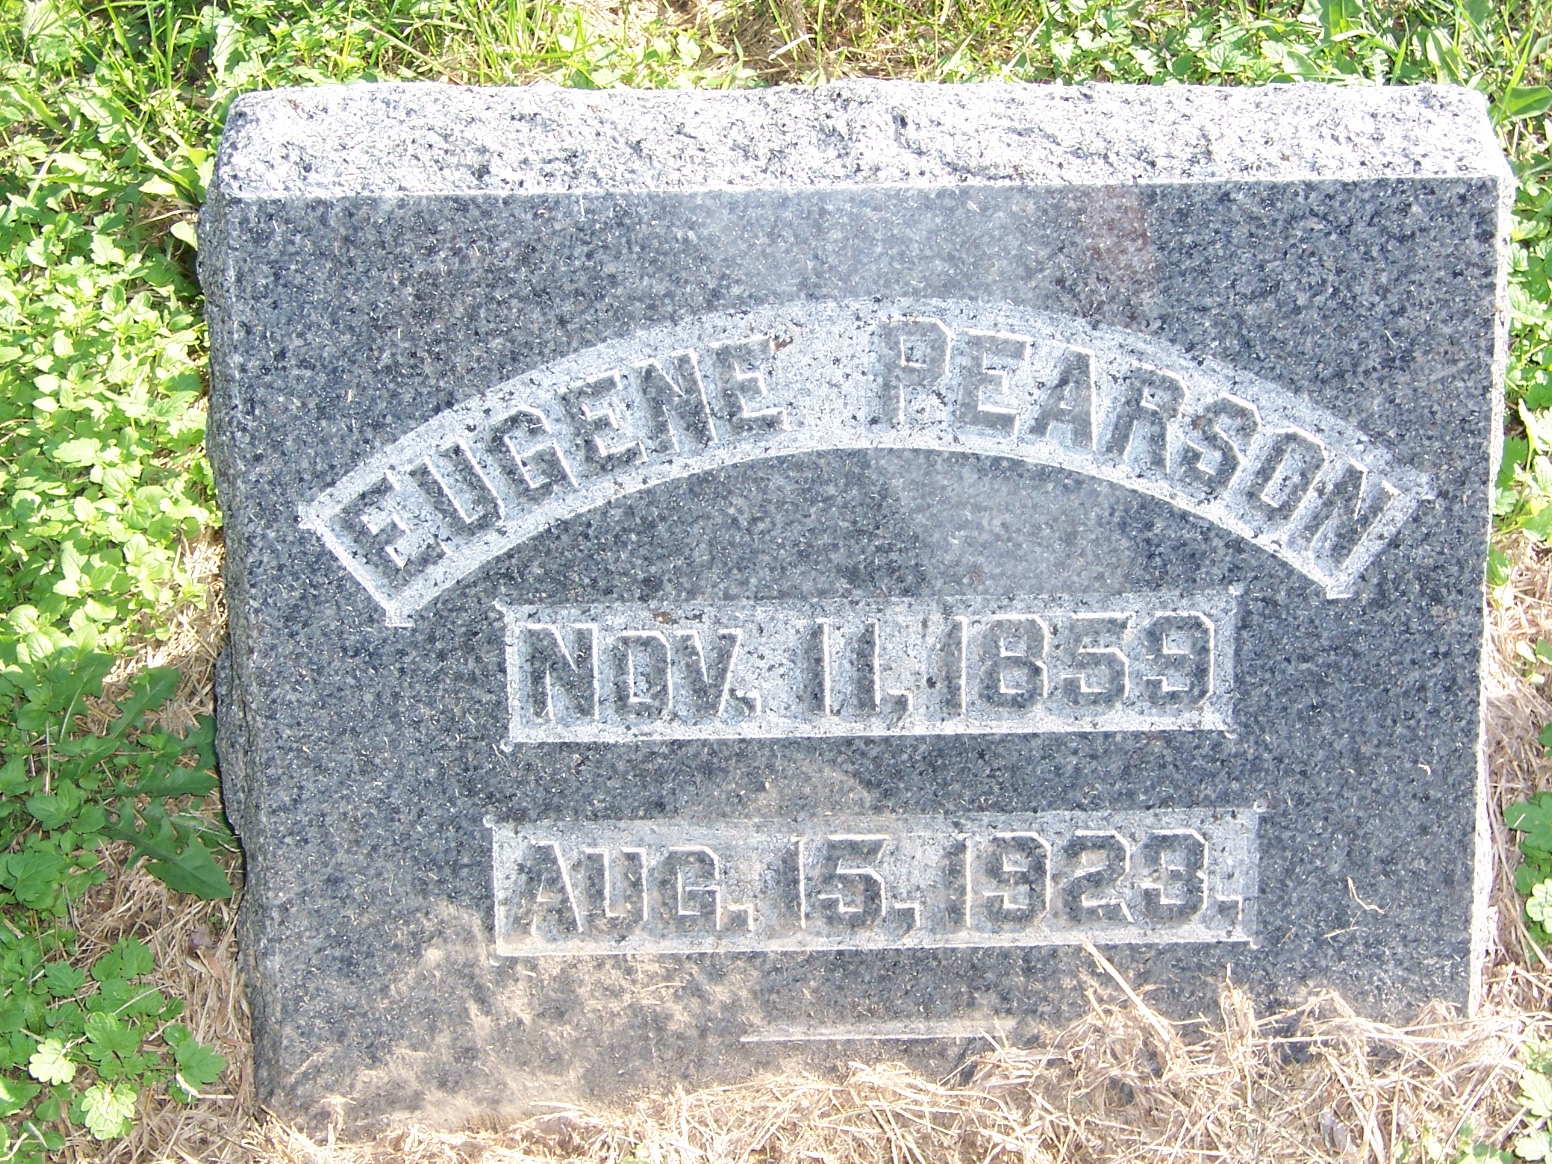 EUGENE PEARSON
NOV. 11, 1859
AUG. 15, 1923.